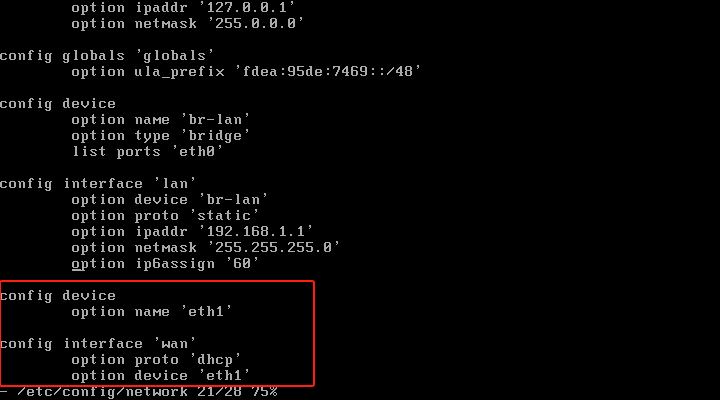 option ipaddr '127.0.0.1'
option netmask '255.0.0.0'
config globals 'globals'
option ula_prefix 'fdea:95de:7469::/48'
config device
option name 'br-lan'
option type 'bridge'
list ports 'eth0'
config interface 'lan'
option device 'br-lan'
option proto 'static'
option ipaddr '192.168.1.1'
option netmask '255.255.255.0'
option ip6assign '60'
config device
option name 'eth1'
config interface 'wan'
option proto 'dhcp'
option device 'eth1'
- /etc/config/network 21/28 75%